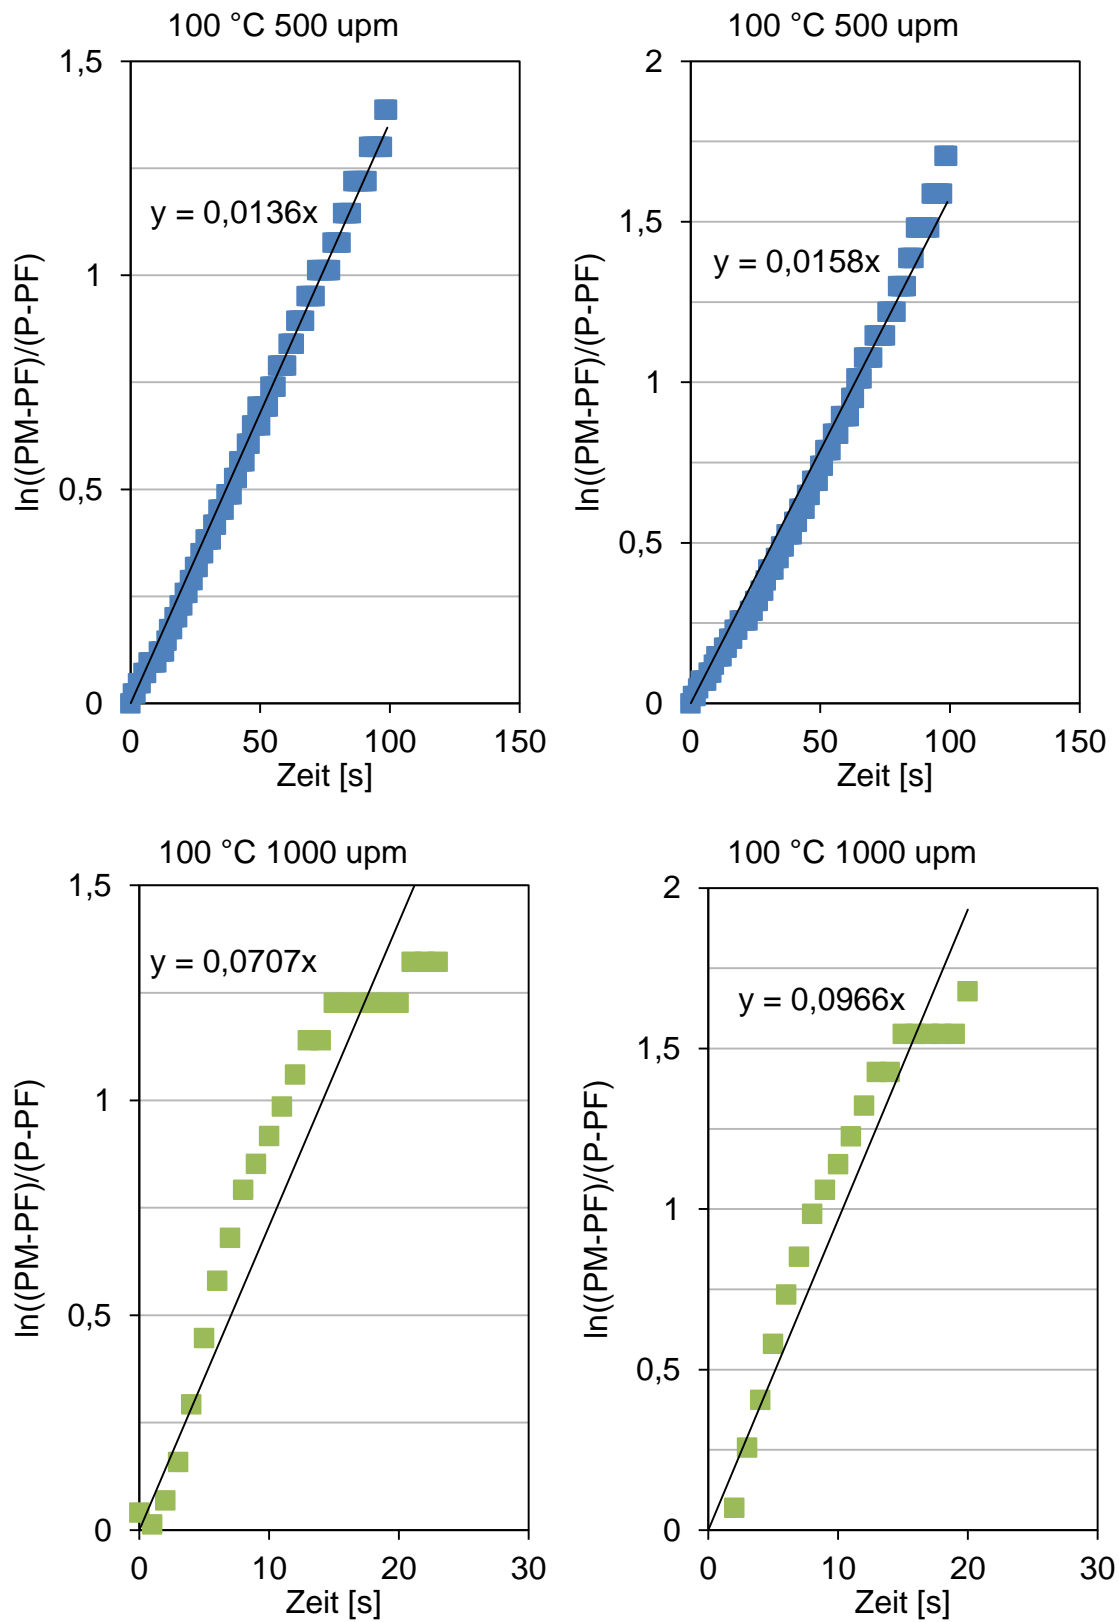 100 °C 500 upm
1,5
1
0,5
0
ln((PM-PF)/(P-PF)
y = 0,0136x
0
50
100
150
Zeit [s]
100 °C 500 upm
2
1,5
1
0,5
0
ln((PM-PF)/(P-PF)
y = 0,0158x
0
50
100
150
Zeit [s]
100 °C 1000 upm
1,5
1
0,5
0
ln((PM-PF)/(P-PF)
y = 0,0707x
0
10
20
30
Zeit [s]
100 °C 1000 upm
2
1,5
1
0,5
0
ln((PM-PF)/(P-PF)
y = 0,0966x
0
10
20
30
Zeit [s]